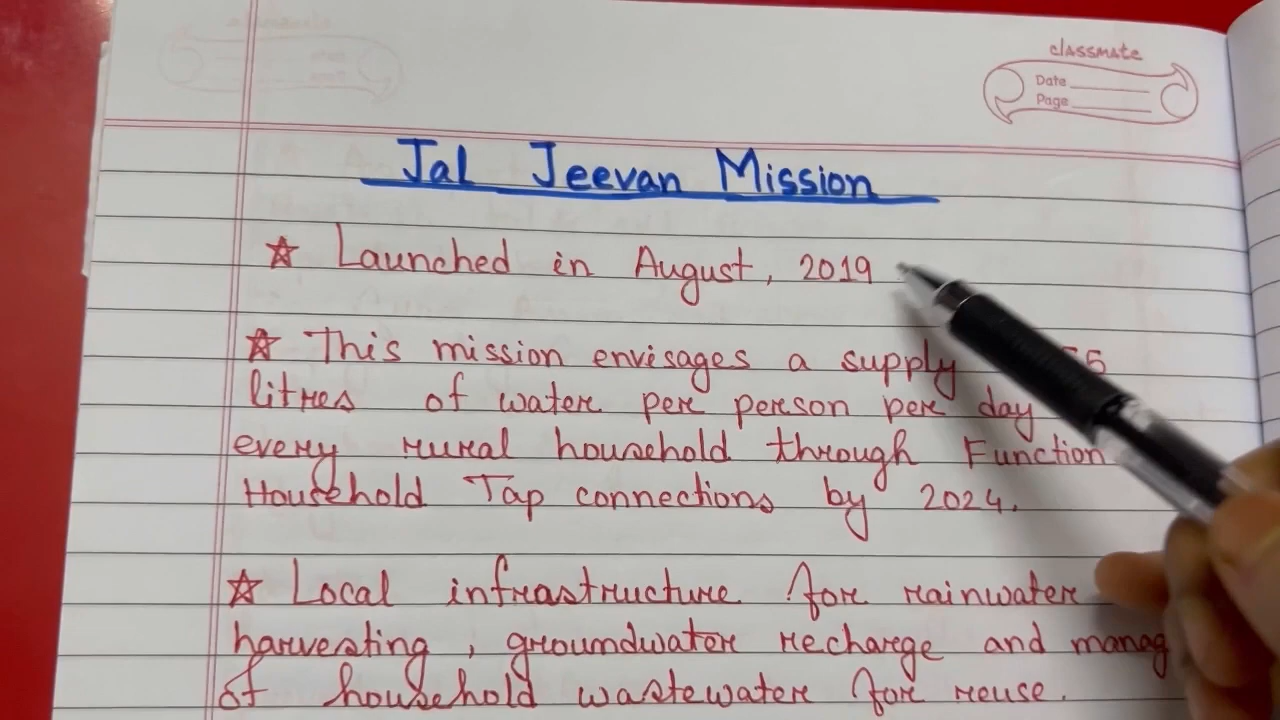 classmate
Date
Page
Jal Jeevan Mission
☆ Launched in August, 2019
☆ This mission envisages a supply 55
litres of water per person per day
every rural household through Function
Household Tap connections by 2024.
☆ Local infrastructure for rainwater
harvesting, groundwater recharge and manag
of household wastewater for reuse.